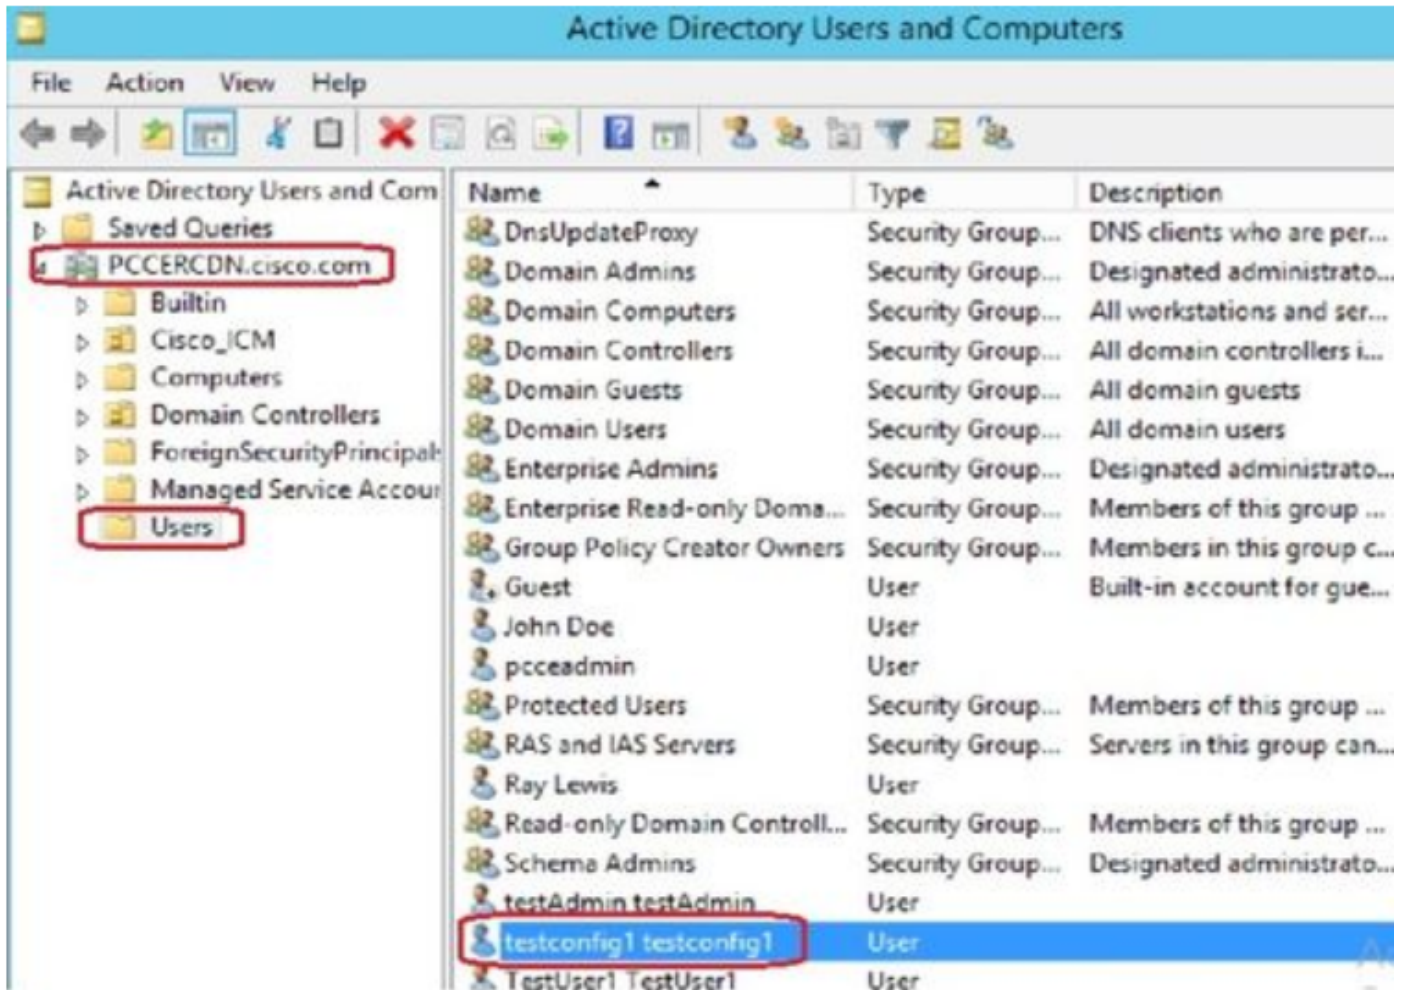 Active Directory Users and Computers
File Action View Help
Active Directory Users and Com
Saved Queries
PCCERCDN.cisco.com
Builtin
Cisco_ICM
Computers
Domain Controllers
ForeignSecurityPrincipals
Managed Service Accour
Users
Name Type Description
DnsUpdateProxy Security Group... DNS clients who are per...
Domain Admins Security Group... Designated administrato...
Domain Computers Security Group... All workstations and ser...
Domain Controllers Security Group... All domain controllers i...
Domain Guests Security Group... All domain guests
Domain Users Security Group... All domain users
Enterprise Admins Security Group... Designated administrato...
Enterprise Read-only Doma... Security Group... Members of this group ...
Group Policy Creator Owners Security Group... Members in this group c...
Guest User Built-in account for gue...
John Doe User
pcceadmin User
Protected Users Security Group... Members of this group ...
RAS and IAS Servers Security Group... Servers in this group can...
Ray Lewis User
Read-only Domain Controll... Security Group... Members of this group ...
Schema Admins Security Group... Designated administrato...
testAdmin testAdmin User
testconfig1 testconfig1 User
TestUser1 TestUser1 User